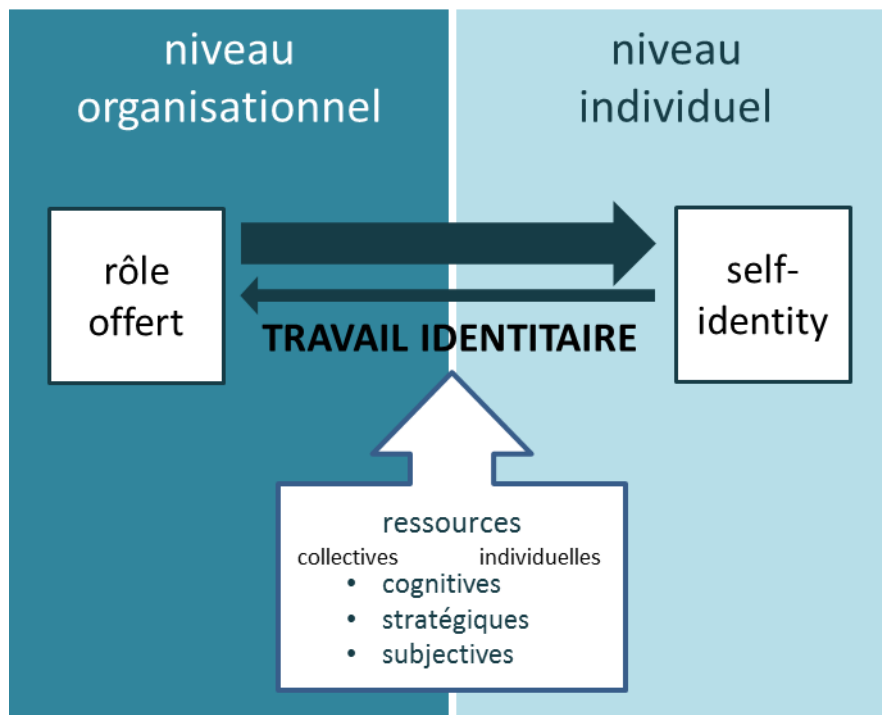 niveau
organisationnel
niveau
individuel
rôle
offert
self-
identity
TRAVAIL IDENTITAIRE
ressources
collectives individuelles
• cognitives
• stratégiques
• subjectives